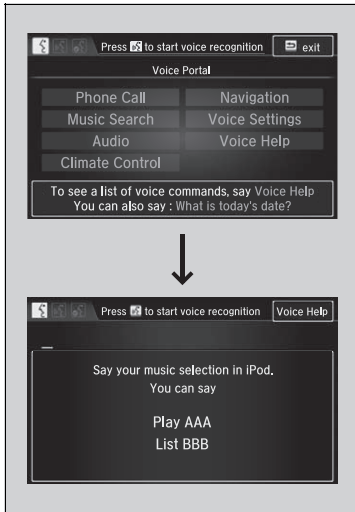 Press to start voice recognition exit
Voice Portal
Phone Call Navigation
Music Search Voice Settings
Audio Voice Help
Climate Control
To see a list of voice commands, say Voice Help
You can also say : What is today's date?
Press to start voice recognition Voice Help
Say your music selection in iPod.
You can say
Play AAA
List BBB